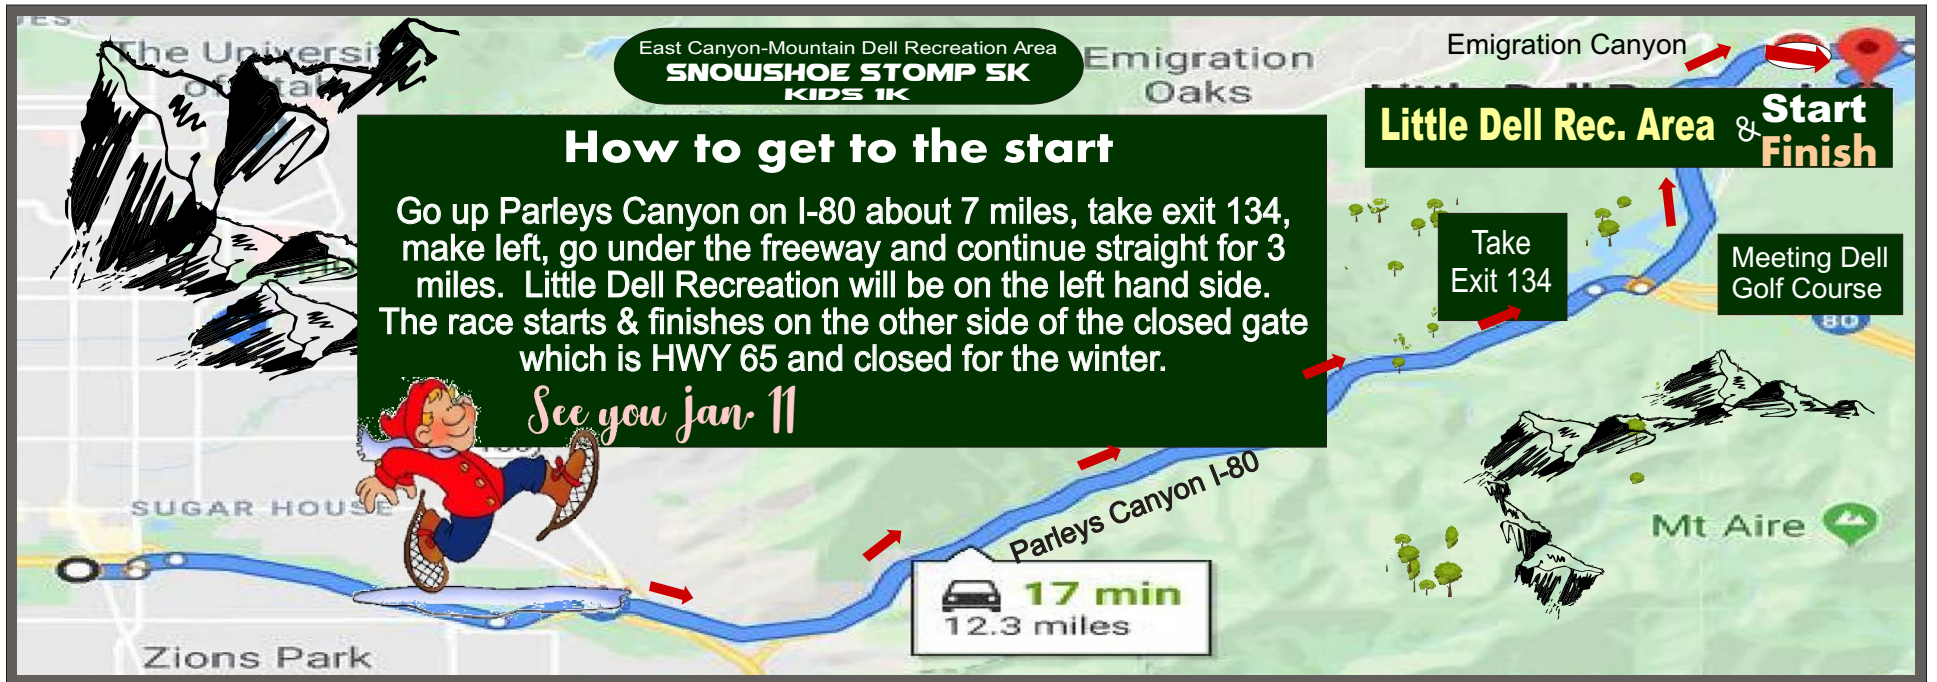 The Universi
East Canyon-Mountain Dell Recreation Area
SNOWSHOE STOMP 5K
KIDS 1K
Emigration
Oaks
Emigration Canyon
Little Dell Rec. Area & Start
Finish
How to get to the start
Go up Parleys Canyon on I-80 about 7 miles, take exit 134,
make left, go under the freeway and continue straight for 3
miles. Little Dell Recreation will be on the left hand side.
The race starts & finishes on the other side of the closed gate
which is HWY 65 and closed for the winter.
See you Jan. 11
Take
Exit 134
Meeting Dell
Golf Course
80
SUGAR HOUSE
Parleys Canyon I-80
Mt Aire
17 min
12.3 miles
Zions Park